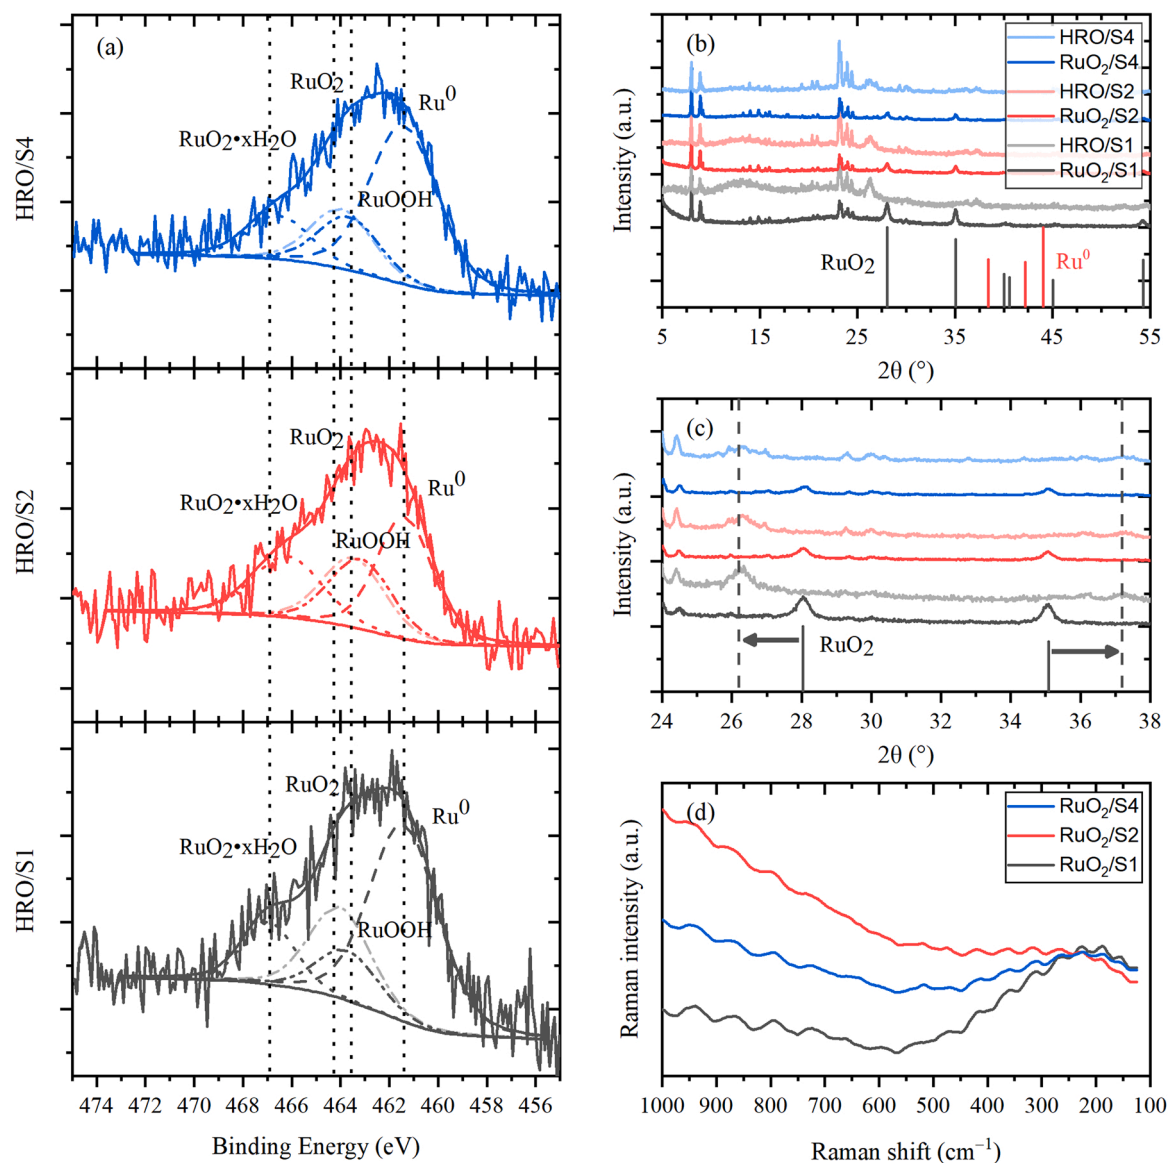 (a)
RuO2
Ru0
RuO2•xH2O
RuOOH
HRO/S4
RuO2
Ru0
RuO2•xH2O
RuOOH
HRO/S2
RuO2
Ru0
RuO2•xH2O
RuOOH
HRO/S1
474 472 470 468 466 464 462 460 458 456
Binding Energy (eV)
(b)
HRO/S4
RuO2/S4
HRO/S2
RuO2/S2
HRO/S1
RuO2/S1
RuO2
Ru0
Intensity (a.u.)
5 15 25 35 45 55
2θ (°)
(c)
RuO2
Intensity (a.u.)
24 26 28 30 32 34 36 38
2θ (°)
(d)
RuO2/S4
RuO2/S2
RuO2/S1
Raman intensity (a.u.)
1000 900 800 700 600 500 400 300 200 100
Raman shift (cm−1)